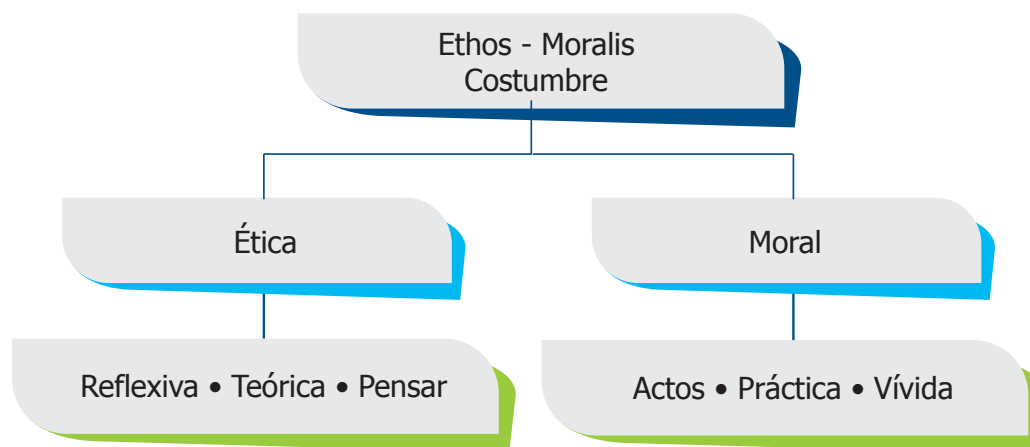 Ethos - Moralis
Costumbre
Ética
Moral
Reflexiva • Teórica • Pensar
Actos • Práctica • Vívida